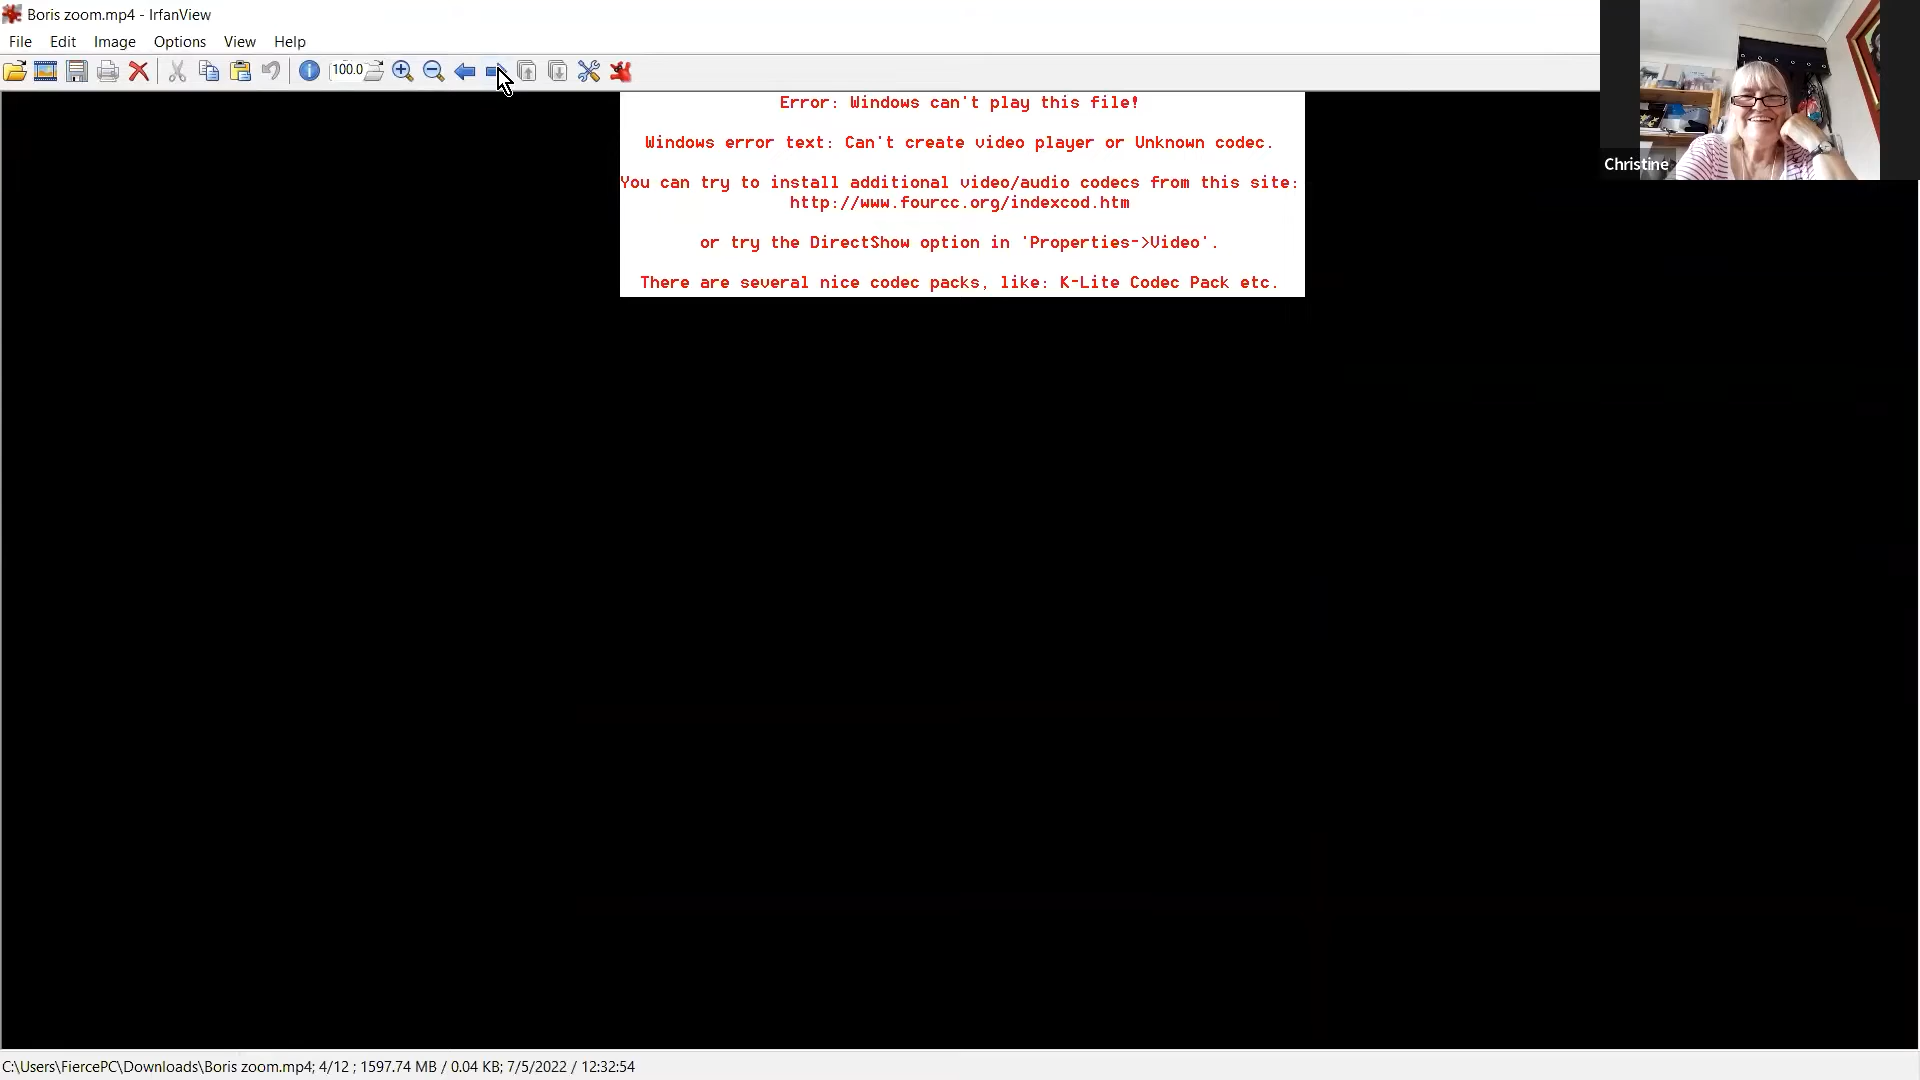 Boris zoom.mp4 - IrfanView
File Edit Image Options View Help
100.0
Error: Windows can't play this file!
Windows error text: Can't create video player or Unknown codec.
You can try to install additional video/audio codecs from this site:
http://www.fourcc.org/indexcod.htm
or try the DirectShow option in 'Properties->Video'.
There are several nice codec packs, like: K-Lite Codec Pack etc.
Christine
C:\Users\FiercePC\Downloads\Boris zoom.mp4; 4/12 ; 1597.74 MB / 0.04 KB; 7/5/2022 / 12:32:54